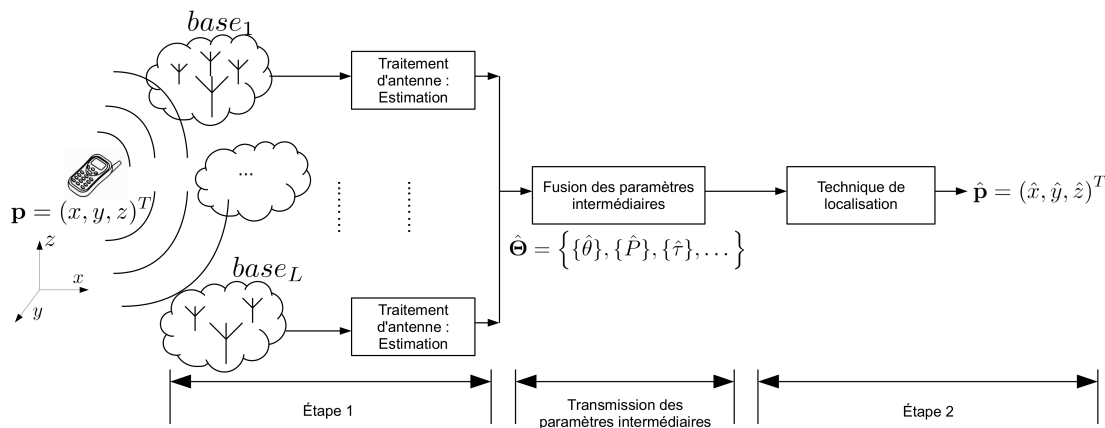 base₁
Traitement
d'antenne :
Estimation
...
p = (x, y, z)ᵀ
z
x
y
Fusion des paramètres
intermédiaires
Technique de
localisation
p̂ = (x̂, ŷ, ẑ)ᵀ
Θ̂ = { {θ̂}, {P̂}, {τ̂}, ... }
base_L
Traitement
d'antenne :
Estimation
Étape 1
Transmission des
paramètres intermédiaires
Étape 2